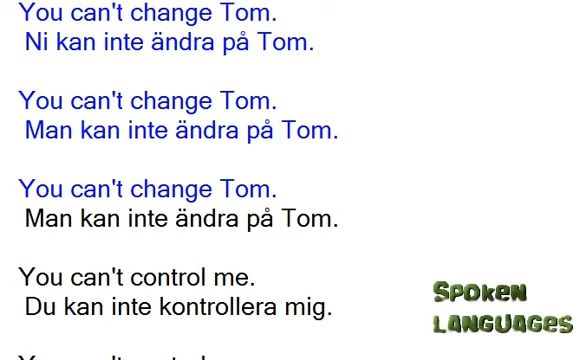 You can't change Tom.
Ni kan inte ändra på Tom.
You can't change Tom.
Man kan inte ändra på Tom.
You can't change Tom.
Man kan inte ändra på Tom.
You can't control me.
Du kan inte kontrollera mig.
Spoken
Languages